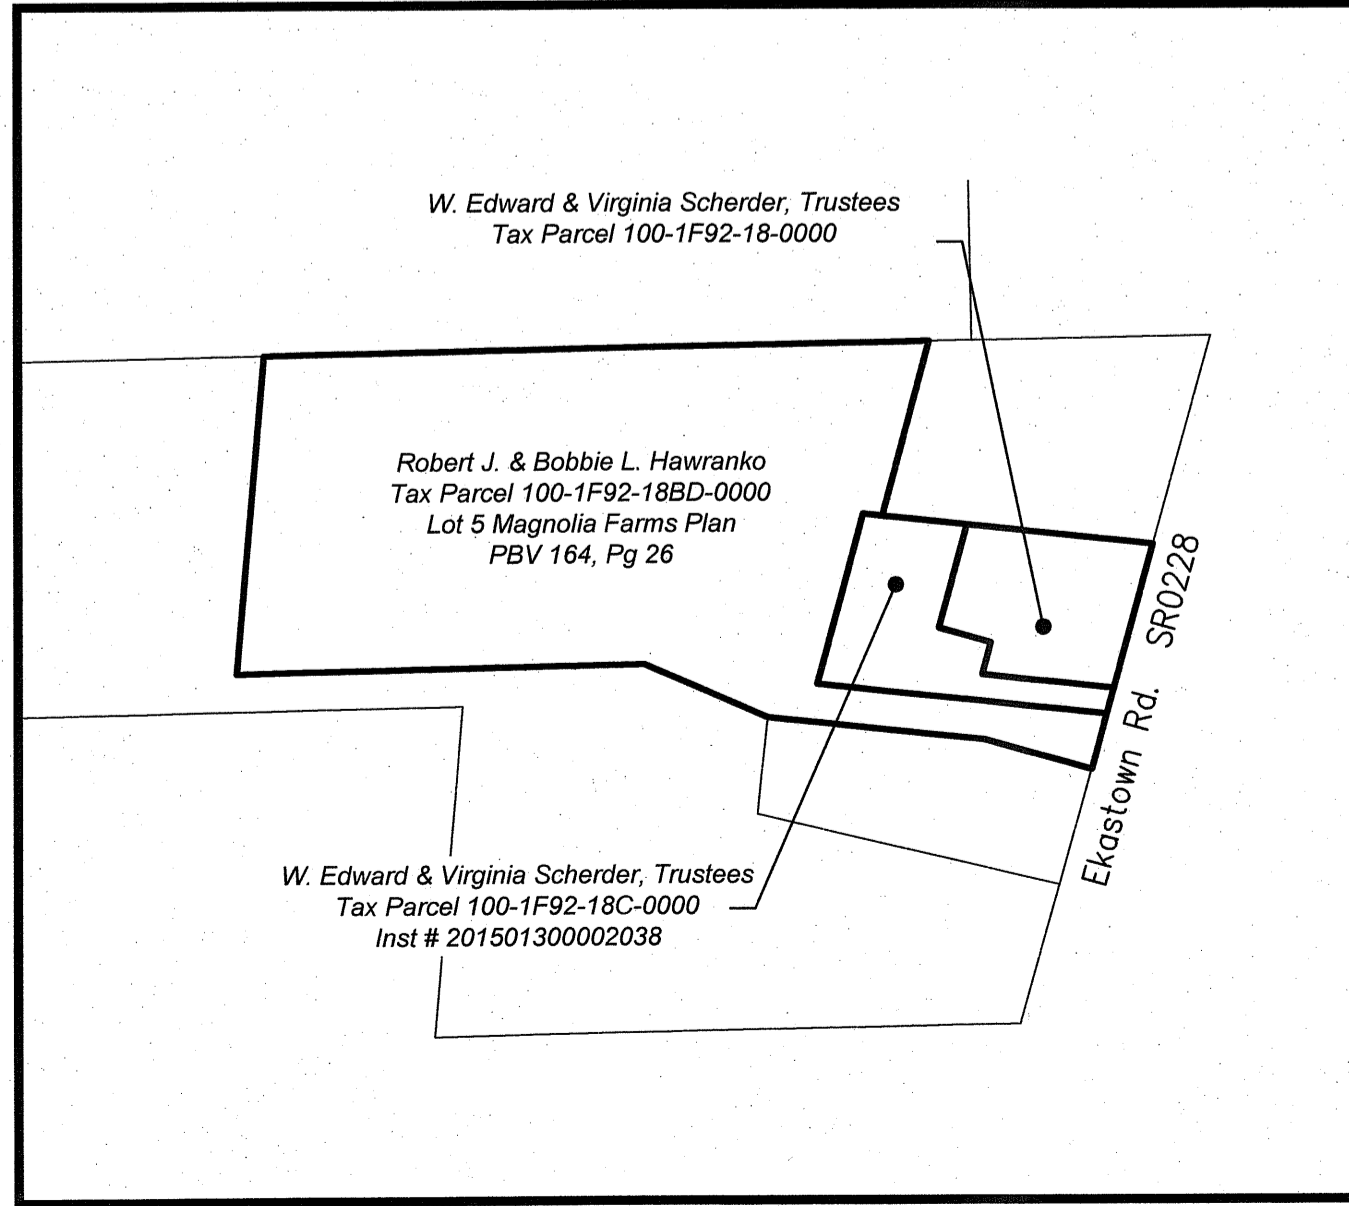 W. Edward & Virginia Scherder, Trustees
Tax Parcel 100-1F92-18-0000
Robert J. & Bobbie L. Hawranko
Tax Parcel 100-1F92-18BD-0000
Lot 5 Magnolia Farms Plan
PBV 164, Pg 26
Ekastown Rd. SR0228
W. Edward & Virginia Scherder, Trustees
Tax Parcel 100-1F92-18C-0000
Inst # 201501300002038